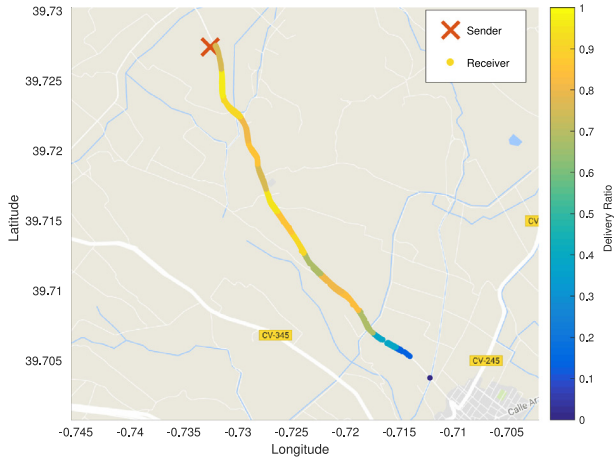 39.73
39.725
39.72
39.715
39.71
39.705
Latitude
-0.745
-0.74
-0.735
-0.73
-0.725
-0.72
-0.715
-0.71
-0.705
Longitude
Sender
Receiver
CV
CV-345
CV-245
Calle Ar
1
0.9
0.8
0.7
0.6
0.5
0.4
0.3
0.2
0.1
0
Delivery Ratio